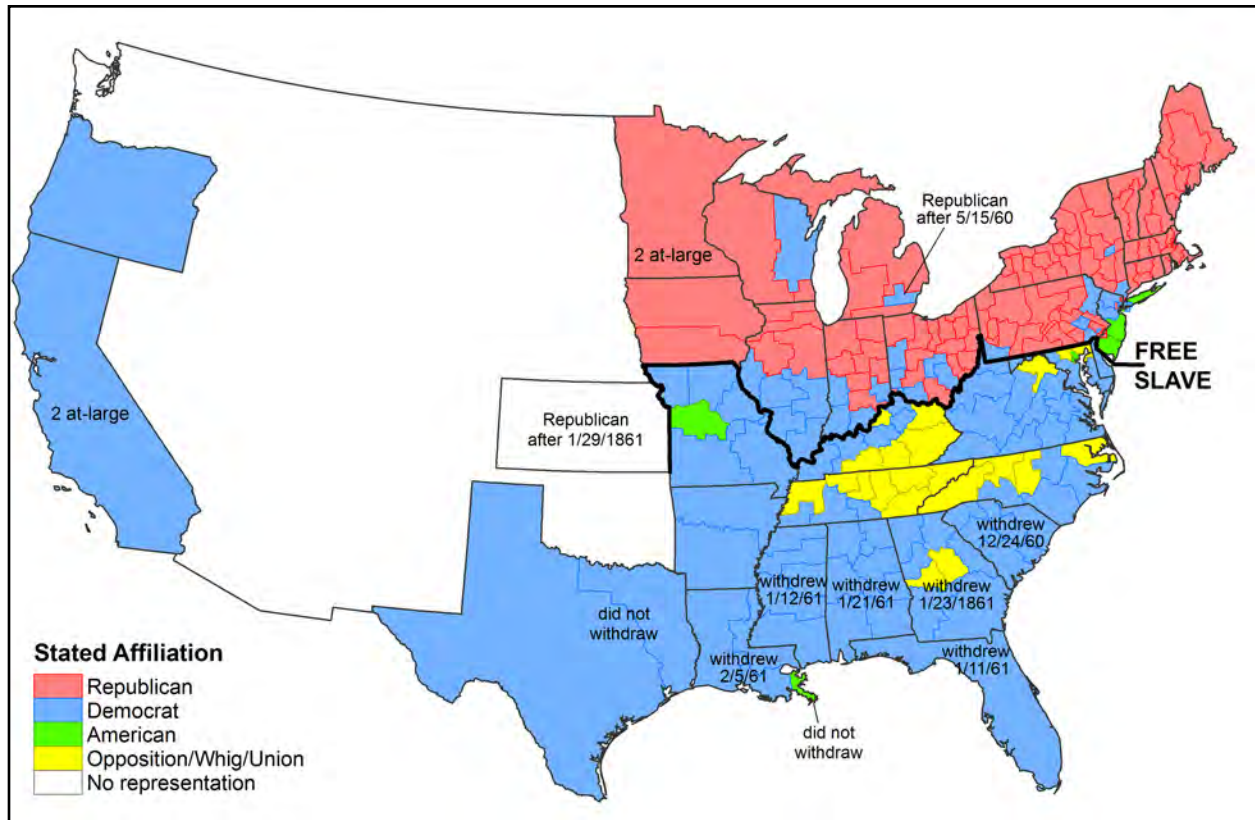 Republican
after 5/15/60
2 at-large
FREE
SLAVE
2 at-large
Republican
after 1/29/1861
withdrew
12/24/60
withdrew
1/12/61
withdrew
1/21/61
withdrew
1/23/1861
did not
withdraw
withdrew
2/5/61
withdrew
1/11/61
did not
withdraw
Stated Affiliation
Republican
Democrat
American
Opposition/Whig/Union
No representation